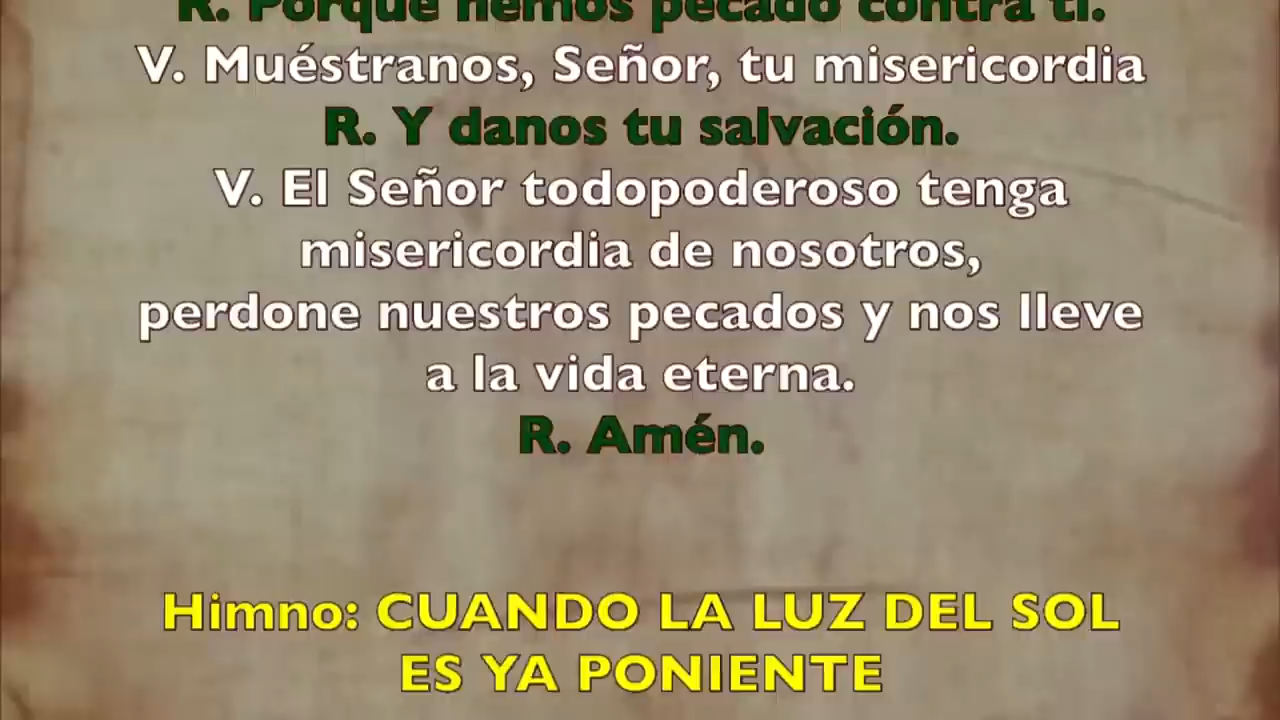 R. Porque hemos pecado contra ti.
V. Muéstranos, Señor, tu misericordia
R. Y danos tu salvación.
V. El Señor todopoderoso tenga
misericordia de nosotros,
perdone nuestros pecados y nos lleve
a la vida eterna.
R. Amén.
Himno: CUANDO LA LUZ DEL SOL
ES YA PONIENTE